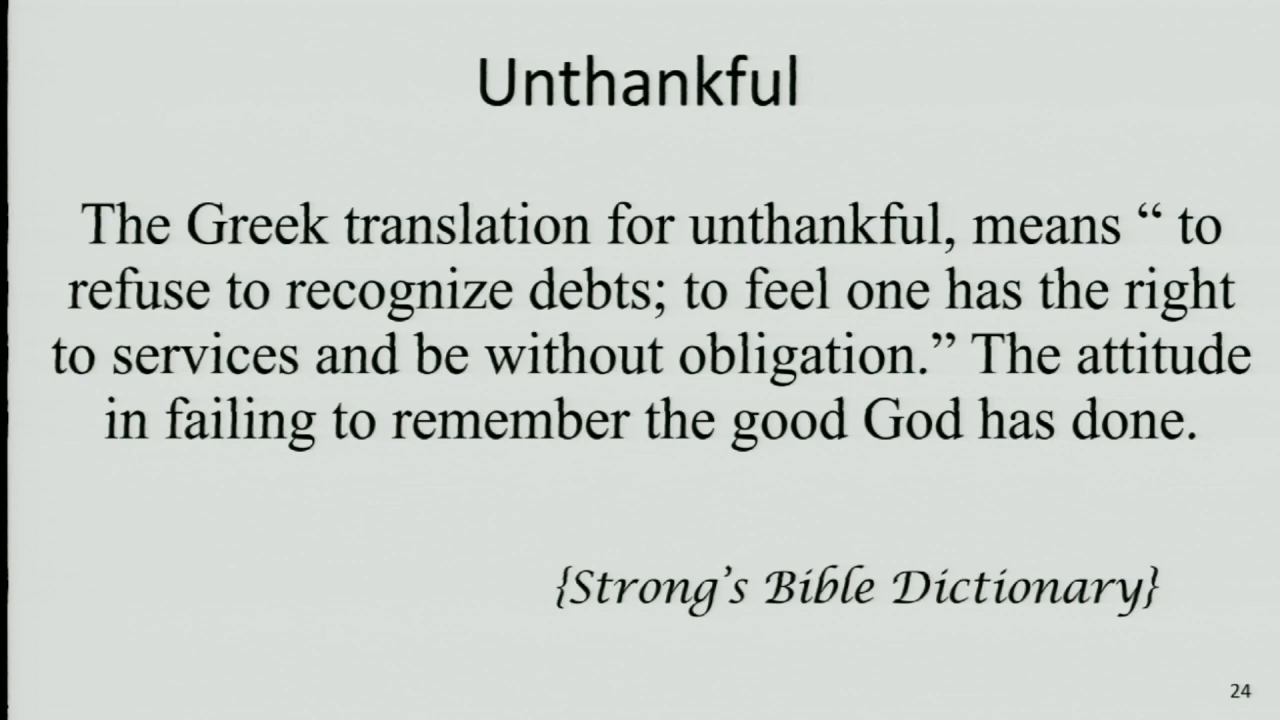 Unthankful
The Greek translation for unthankful, means “ to
refuse to recognize debts; to feel one has the right
to services and be without obligation.” The attitude
in failing to remember the good God has done.
{Strong’s Bible Dictionary}
24